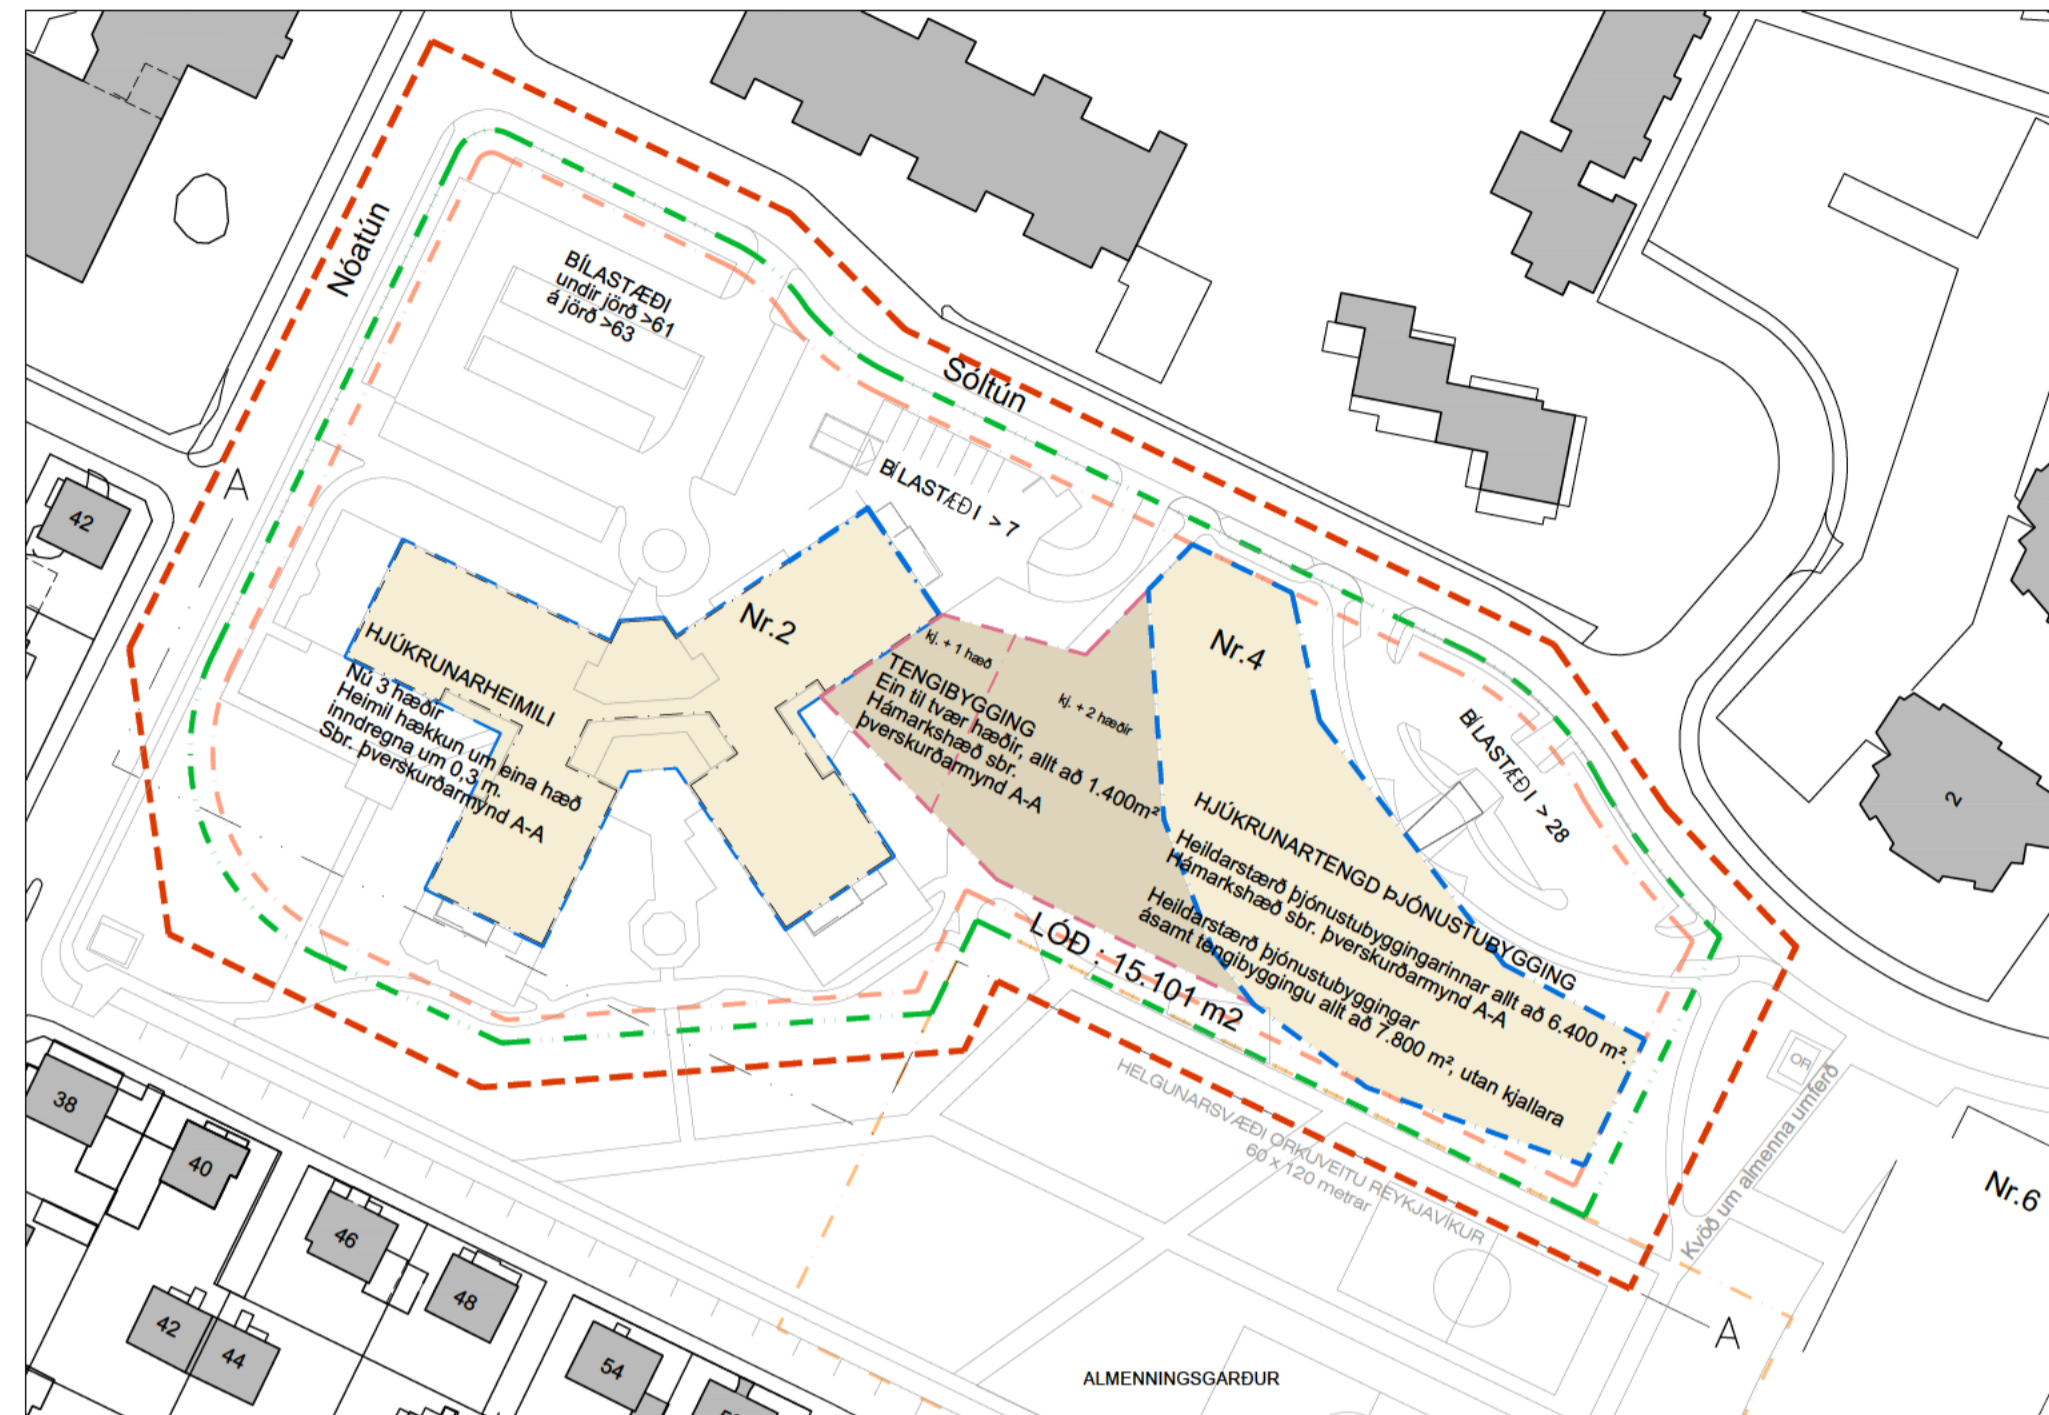 Nóatún
BÍLASTÆÐI
undir jörð >61
á jörð >63
Sóltún
BÍLASTÆÐI > 7
A
42
Nr.2
HJÚKRUNARHEIMILI
Nú 3 hæðir
Heimil hækkun um eina hæð
inndregna um 0,3 m.
Sbr. þverskurðarmynd A-A
kj. + 1 hæð
kj. + 2 hæðir
TENGIBYGGING
Ein til tvær hæðir, allt að 1.400m²
Hámarkshæð sbr.
þverskurðarmynd A-A
Nr.4
BÍLASTÆÐI > 28
2
HJÚKRUNARTENGD ÞJÓNUSTUBYGGING
Heildarstærð þjónustubyggingarinnar allt að 6.400 m².
Hámarkshæð sbr. þverskurðarmynd A-A
Heildarstærð þjónustubyggingar
ásamt tengibyggingu allt að 7.800 m², utan kjallara
LÓÐ : 15.101 m2
HELGUNARSVÆÐI ORKUVEITU REYKJAVÍKUR
60 x 120 metrar
OR
Kvöð um almenna umferð
Nr.6
A
38
40
46
48
42
44
54
ALMENNINGSGARÐUR